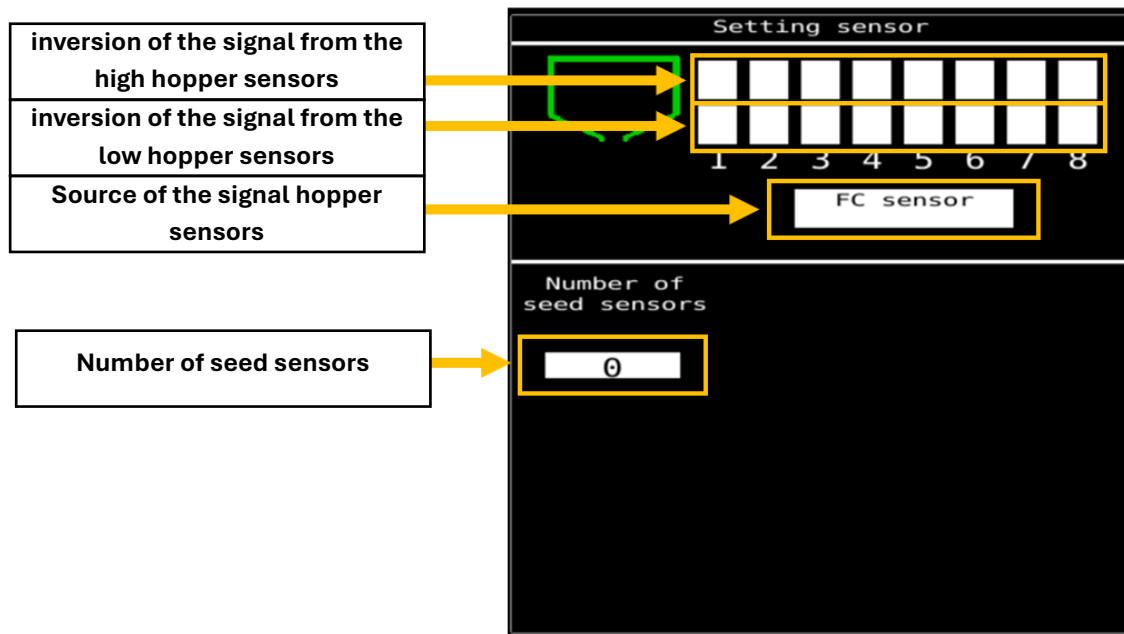 inversion of the signal from the
high hopper sensors
inversion of the signal from the
low hopper sensors
Source of the signal hopper
sensors
Number of seed sensors
Setting sensor
1 2 3 4 5 6 7 8
FC sensor
Number of
seed sensors
0